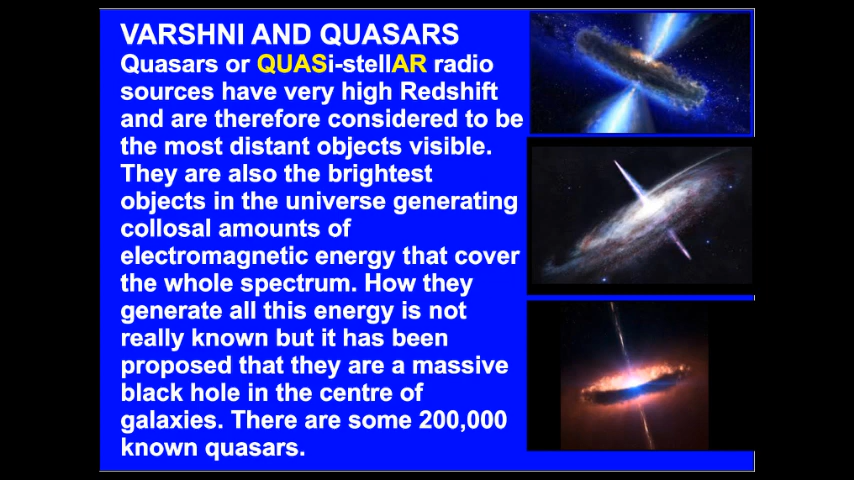 VARSHNI AND QUASARS
Quasars or QUASi-stellAR radio
sources have very high Redshift
and are therefore considered to be
the most distant objects visible.
They are also the brightest
objects in the universe generating
collosal amounts of
electromagnetic energy that cover
the whole spectrum. How they
generate all this energy is not
really known but it has been
proposed that they are a massive
black hole in the centre of
galaxies. There are some 200,000
known quasars.